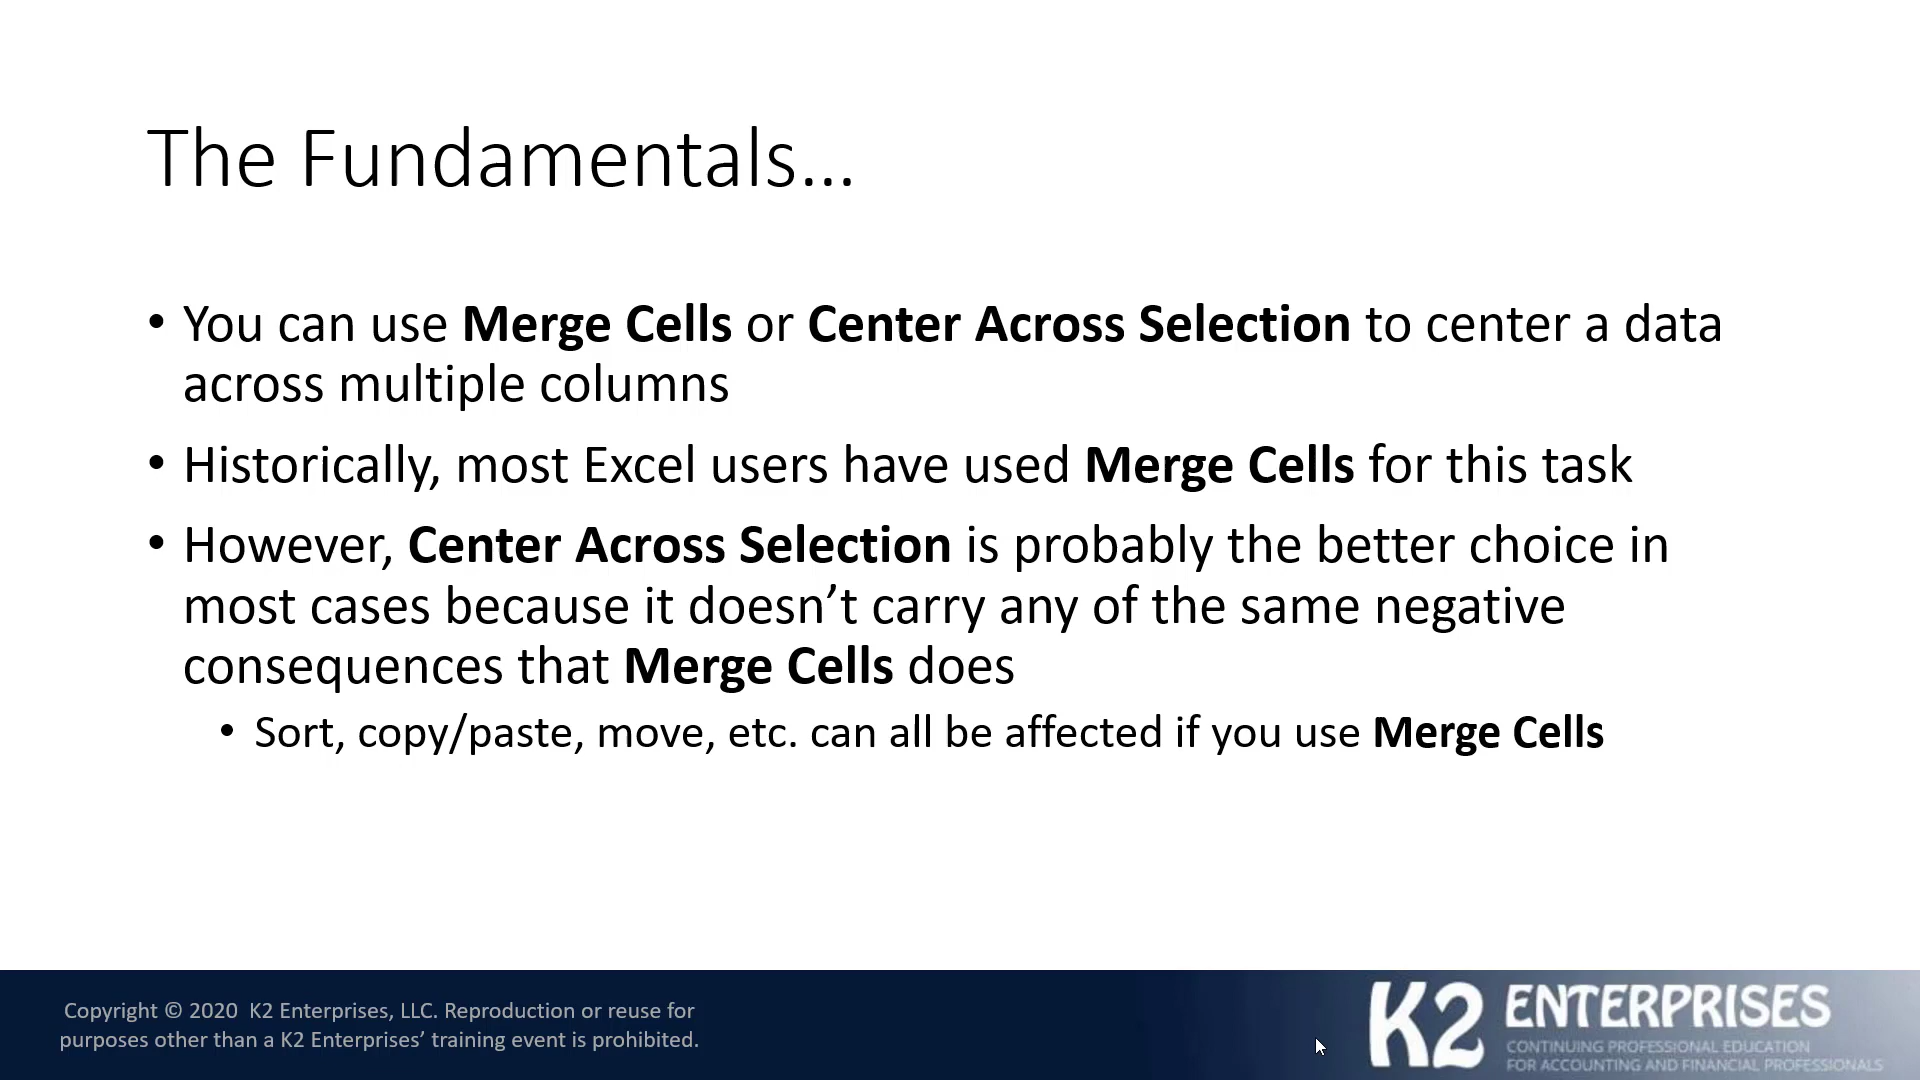 The Fundamentals…
• You can use Merge Cells or Center Across Selection to center a data
across multiple columns
• Historically, most Excel users have used Merge Cells for this task
• However, Center Across Selection is probably the better choice in
most cases because it doesn’t carry any of the same negative
consequences that Merge Cells does
• Sort, copy/paste, move, etc. can all be affected if you use Merge Cells
Copyright © 2020 K2 Enterprises, LLC. Reproduction or reuse for
purposes other than a K2 Enterprises’ training event is prohibited.
K2 ENTERPRISES
CONTINUING PROFESSIONAL EDUCATION
FOR ACCOUNTING AND FINANCIAL PROFESSIONALS